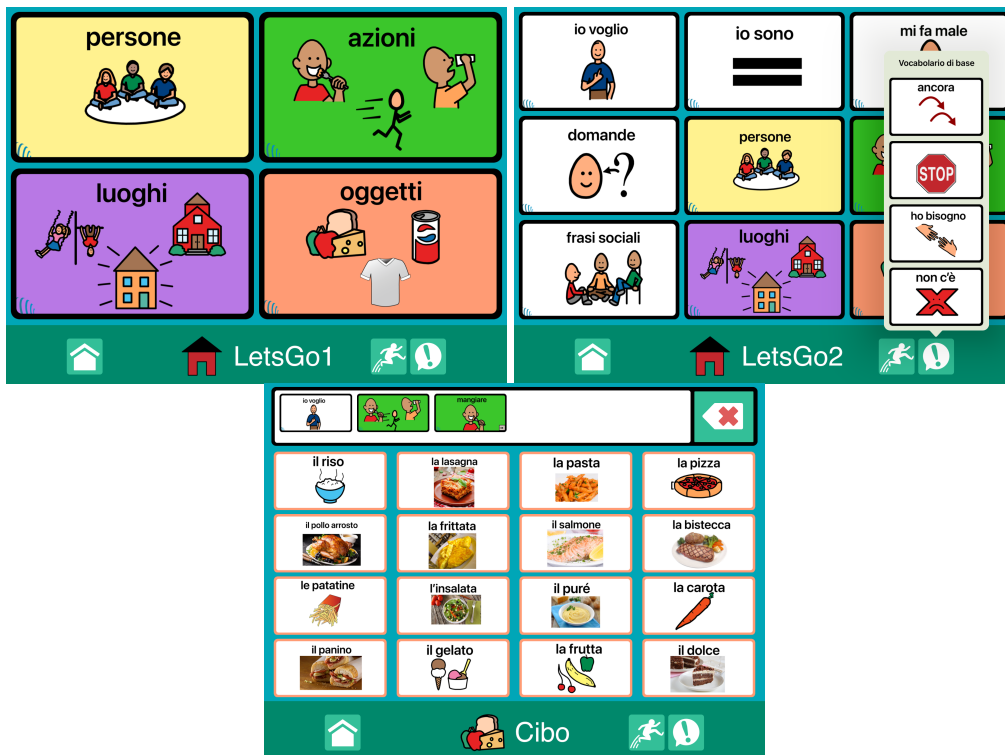 persone
azioni
luoghi
oggetti
LetsGo1
io voglio
io sono
mi fa male
domande
persone
frasi sociali
luoghi
Vocabolario di base
ancora
STOP
ho bisogno
non c'è
LetsGo2
io voglio
mangiare
il riso
la lasagna
la pasta
la pizza
il pollo arrosto
la frittata
il salmone
la bistecca
le patatine
l'insalata
il puré
la carota
il panino
il gelato
la frutta
il dolce
Cibo